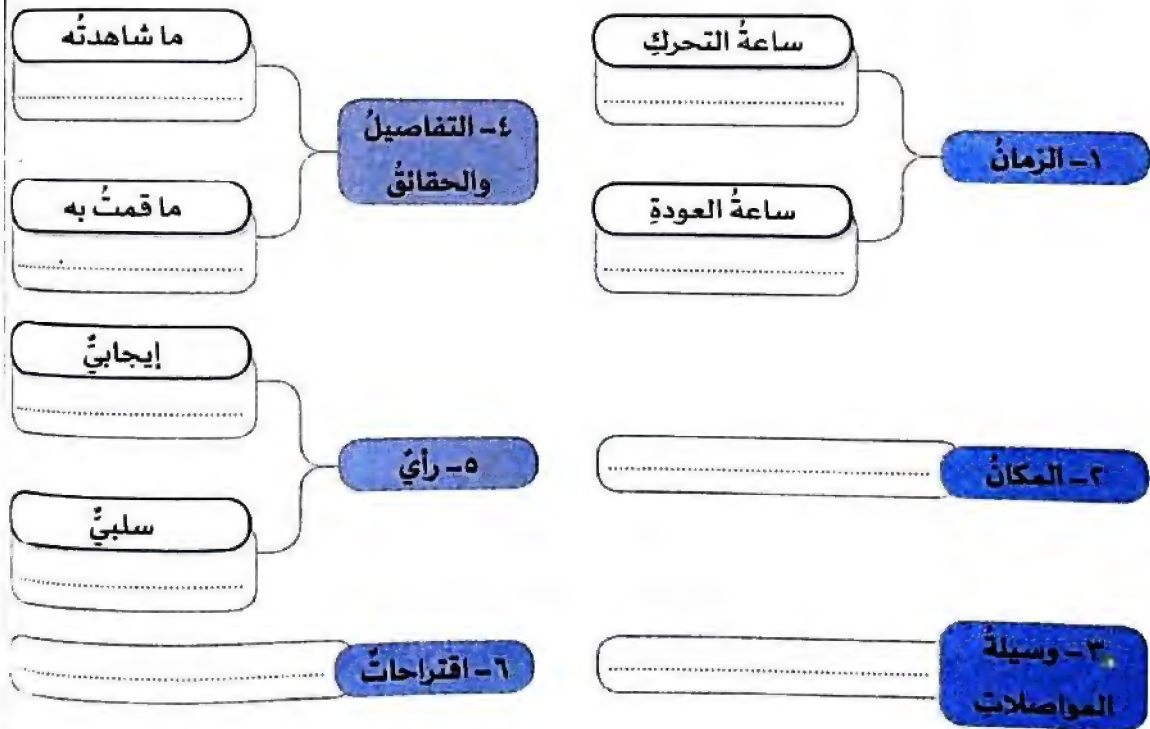 ١- الزمانُ
ساعةُ التحركِ
ساعةُ العودةِ
٢- المكانُ
٣- وسيلةُ
المواصلاتِ
٤- التفاصيلُ
والحقائقُ
ما شاهدتُه
ما قمتُ به
٥- رأيٌ
إيجابيٌّ
سلبيٌّ
٦- اقتراحاتٌ